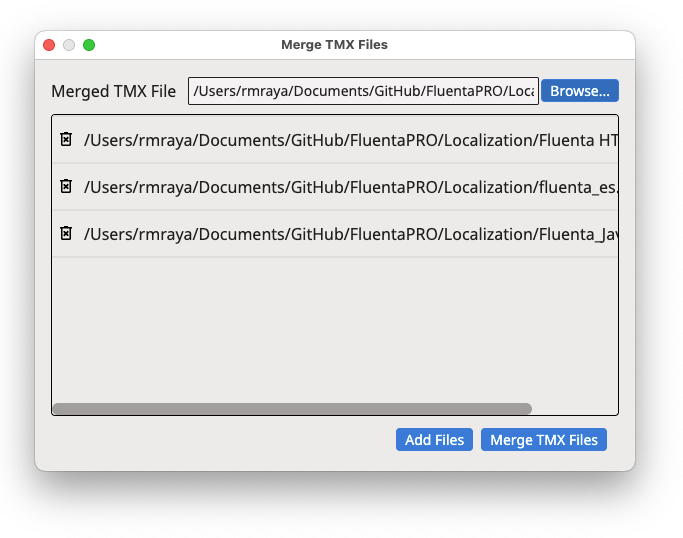 Merge TMX Files
Merged TMX File /Users/rmraya/Documents/GitHub/FluentaPRO/Loca Browse...
/Users/rmraya/Documents/GitHub/FluentaPRO/Localization/Fluenta HT
/Users/rmraya/Documents/GitHub/FluentaPRO/Localization/fluenta_es.
/Users/rmraya/Documents/GitHub/FluentaPRO/Localization/Fluenta_Jav
Add Files Merge TMX Files